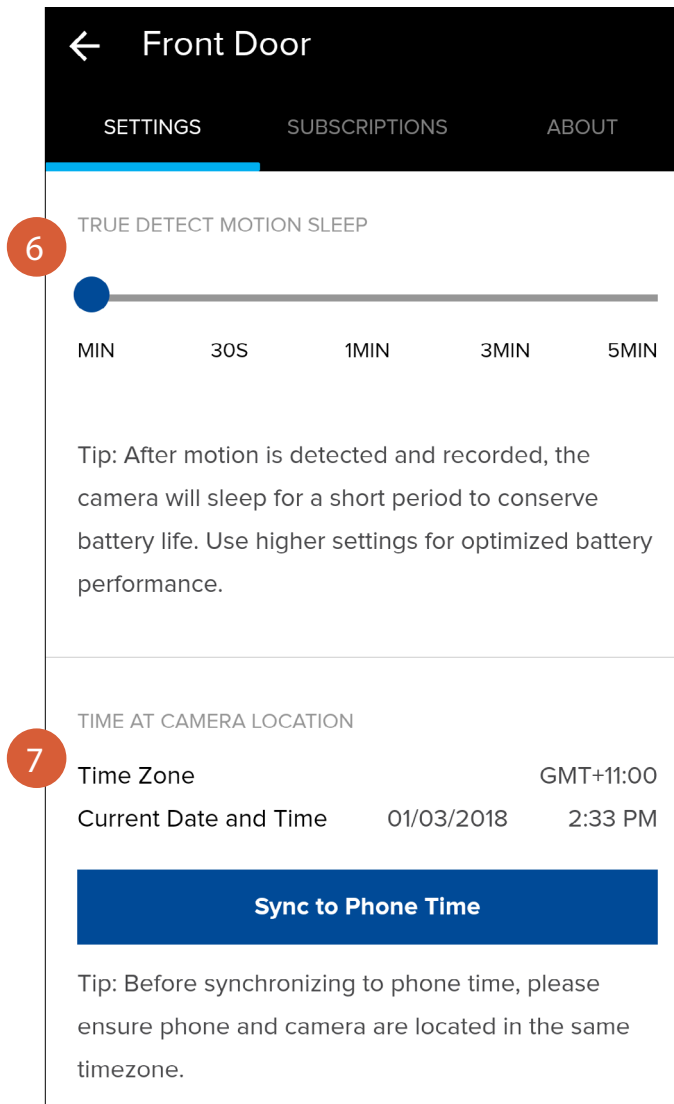 Front Door
SETTINGS SUBSCRIPTIONS ABOUT
6
TRUE DETECT MOTION SLEEP
MIN 30S 1MIN 3MIN 5MIN
Tip: After motion is detected and recorded, the
camera will sleep for a short period to conserve
battery life. Use higher settings for optimized battery
performance.
7
TIME AT CAMERA LOCATION
Time Zone GMT+11:00
Current Date and Time 01/03/2018 2:33 PM
Sync to Phone Time
Tip: Before synchronizing to phone time, please
ensure phone and camera are located in the same
timezone.